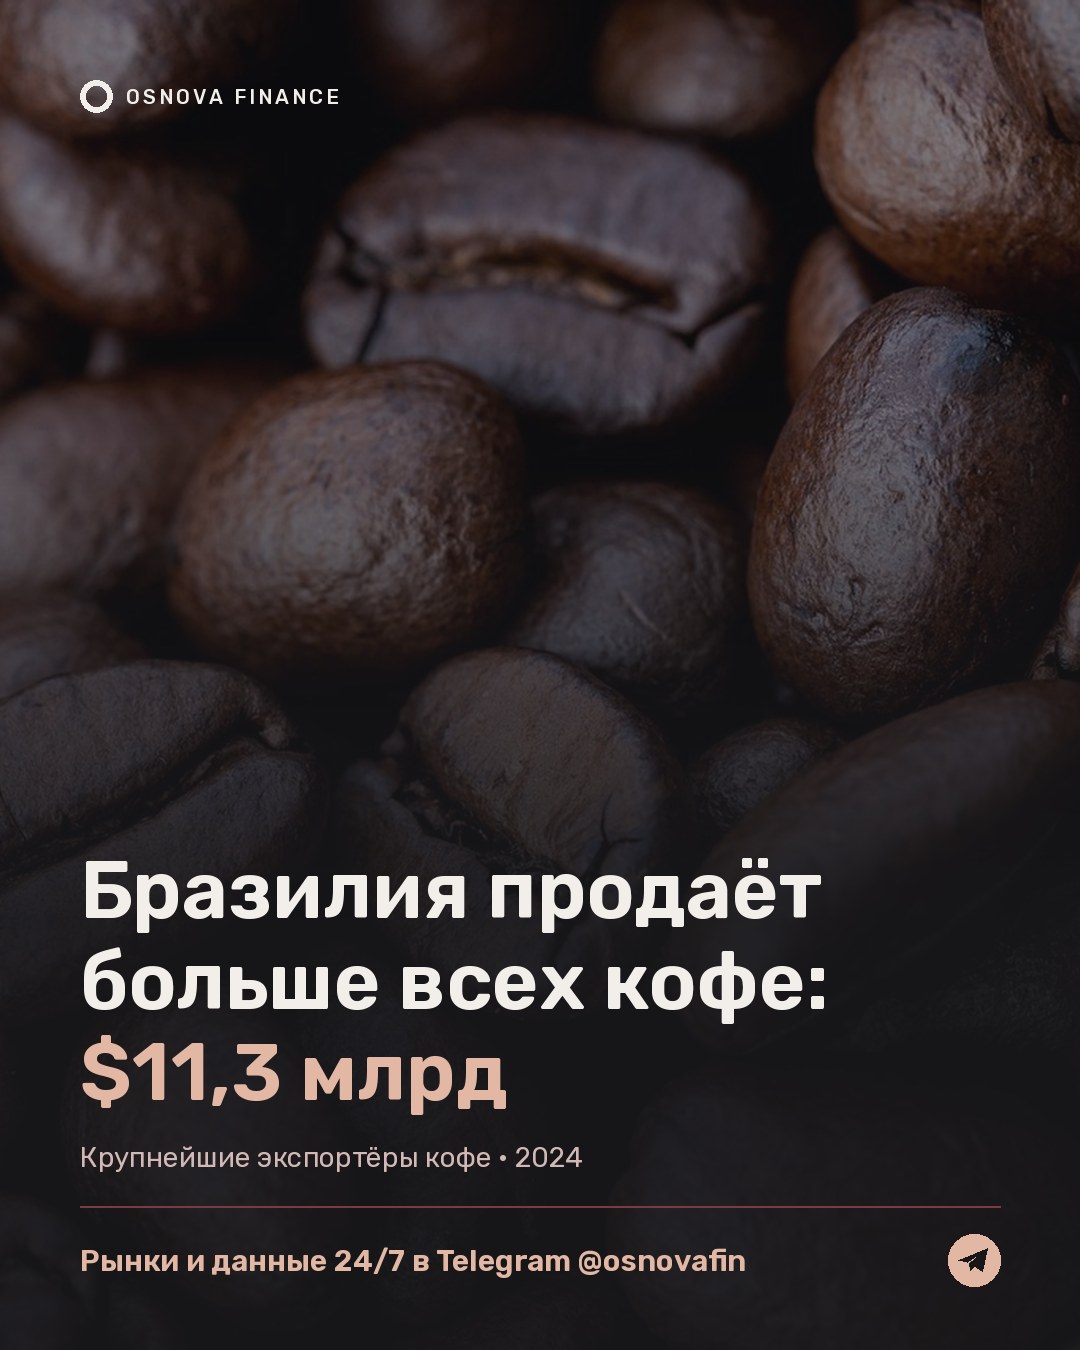 OSNOVA FINANCE
Бразилия продаёт
больше всех кофе:
$11,3 млрд
Крупнейшие экспортёры кофе • 2024
Рынки и данные 24/7 в Telegram @osnovafin